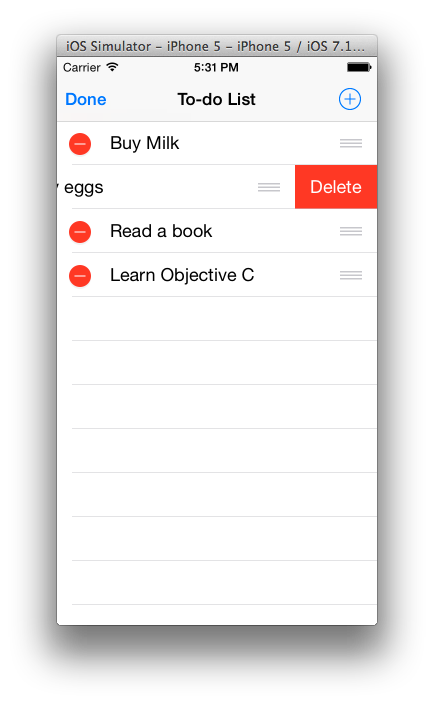 iOS Simulator – iPhone 5 – iPhone 5 / iOS 7.1...
Carrier 5:31 PM
Done To-do List
Buy Milk
eggs Delete
Read a book
Learn Objective C